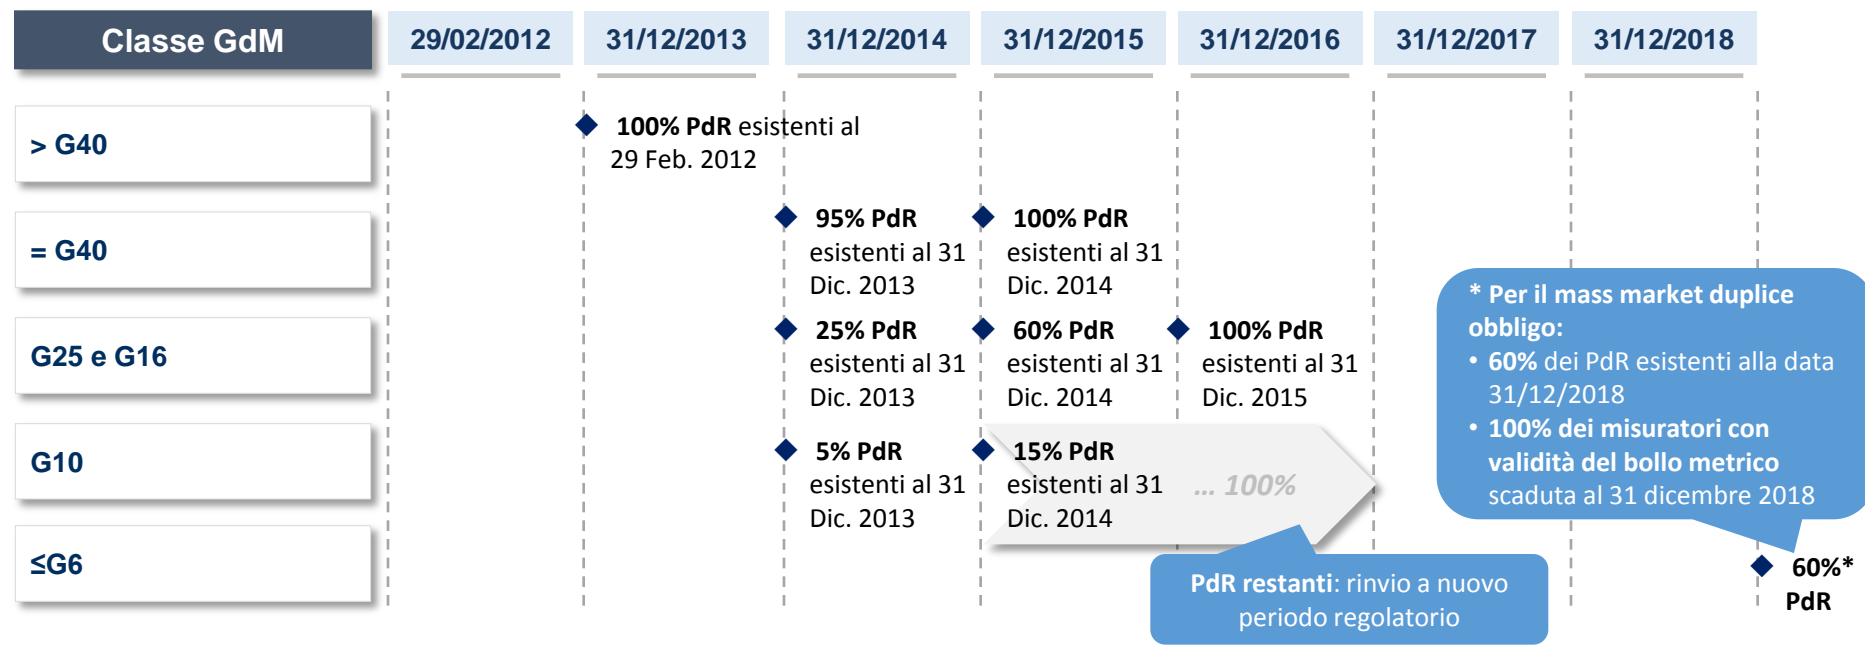 Classe GdM
29/02/2012
31/12/2013
31/12/2014
31/12/2015
31/12/2016
31/12/2017
31/12/2018
> G40
100% PdR esistenti al
29 Feb. 2012
= G40
95% PdR
esistenti al 31
Dic. 2013
100% PdR
esistenti al 31
Dic. 2014
G25 e G16
25% PdR
esistenti al 31
Dic. 2013
60% PdR
esistenti al 31
Dic. 2014
100% PdR
esistenti al 31
Dic. 2015
G10
5% PdR
esistenti al 31
Dic. 2013
15% PdR
esistenti al 31
Dic. 2014
... 100%
≤G6
60%*
PdR
* Per il mass market duplice
obbligo:
• 60% dei PdR esistenti alla data
31/12/2018
• 100% dei misuratori con
validità del bollo metrico
scaduta al 31 dicembre 2018
PdR restanti: rinvio a nuovo
periodo regolatorio